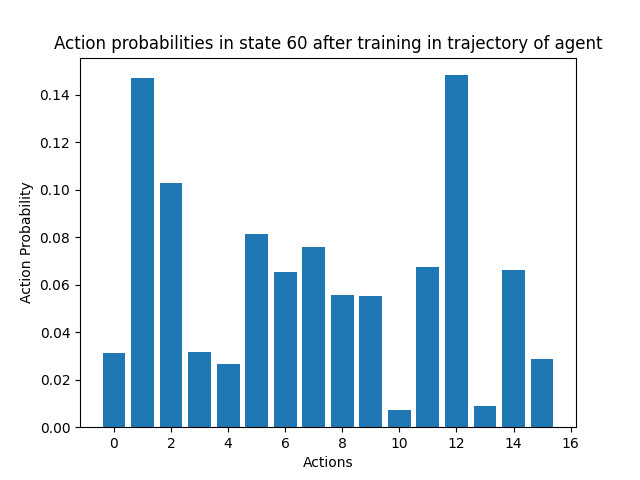 Action probabilities in state 60 after training in trajectory of agent
0.14
0.12
0.10
0.08
0.06
0.04
0.02
0.00
Action Probability
0 2 4 6 8 10 12 14 16
Actions